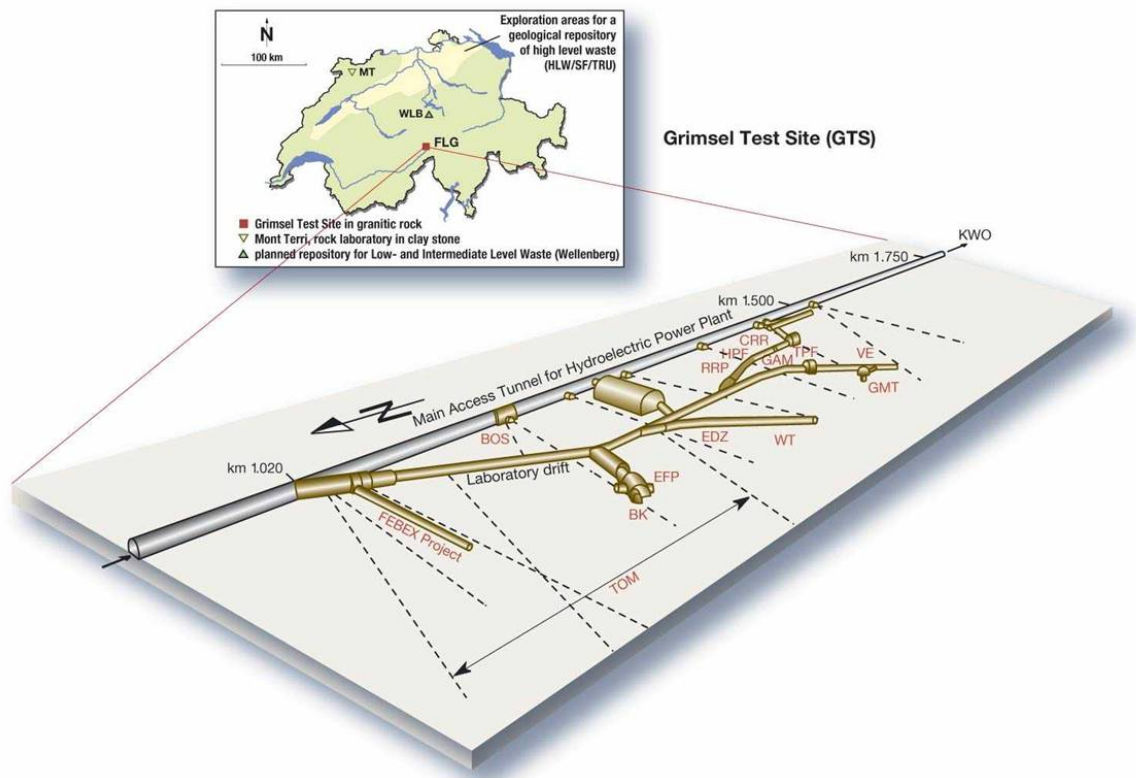 N
100 km
Exploration areas for a
geological repository
of high level waste
(HLW/SF/TRU)
MT
WLB
FLG
Grimsel Test Site in granitic rock
Mont Terri, rock laboratory in clay stone
planned repository for Low- and Intermediate Level Waste (Wellenberg)
Grimsel Test Site (GTS)
KWO
km 1.750
km 1.500
Main Access Tunnel for Hydroelectric Power Plant
CRR
HPF
TPF
VE
RRP
GAM
GMT
N
BOS
EDZ
WT
km 1.020
Laboratory drift
EFP
BK
FEBEX Project
TOM